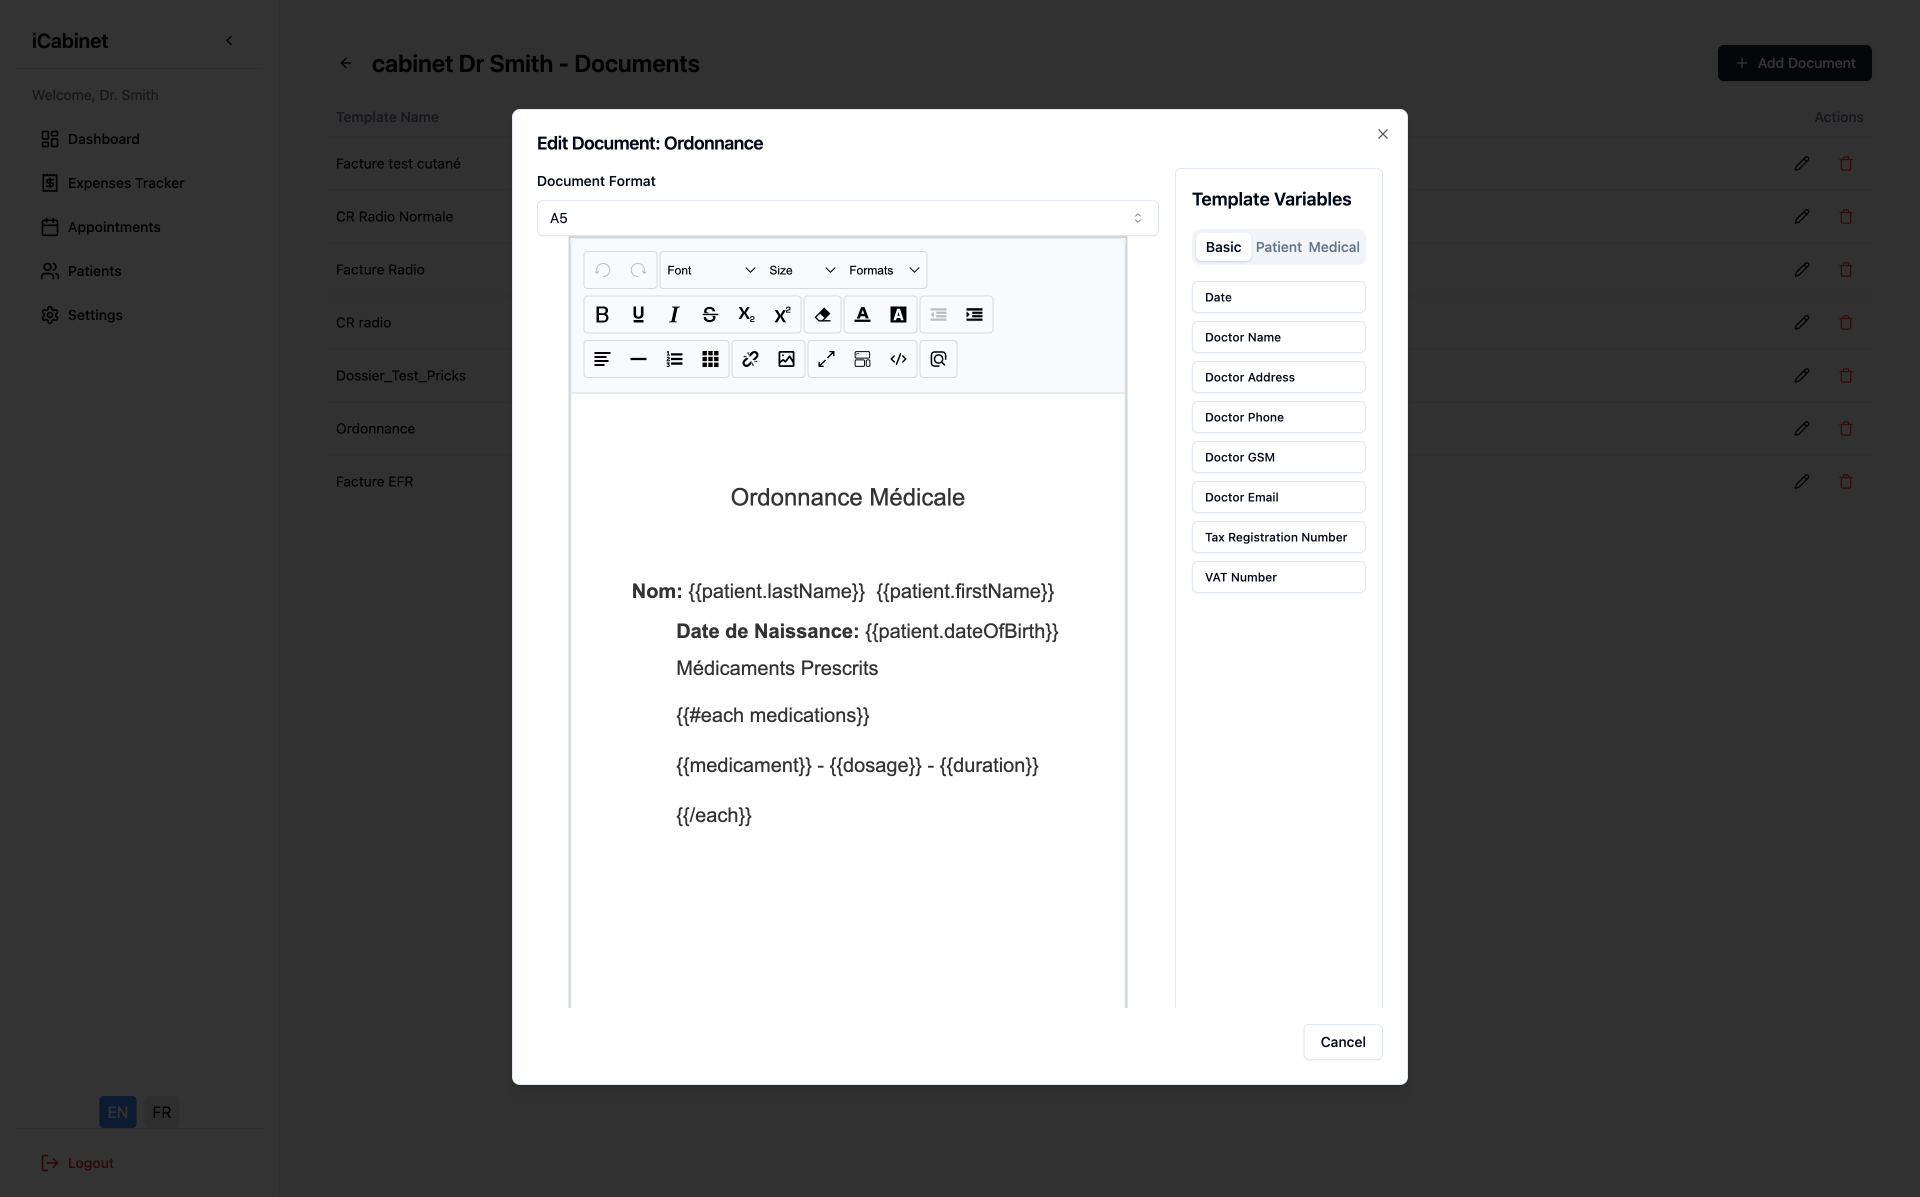 iCabinet
Welcome, Dr. Smith
Dashboard
Expenses Tracker
Appointments
Patients
Settings
EN FR
Logout
cabinet Dr Smith - Documents
+ Add Document
Template Name Actions
Facture test cutané
CR Radio Normale
Facture Radio
CR radio
Dossier_Test_Pricks
Ordonnance
Facture EFR
Edit Document: Ordonnance
Document Format
A5
Font Size Formats
B U I S X₂ X²
A A
Ordonnance Médicale
Nom: {{patient.lastName}}  {{patient.firstName}}
Date de Naissance: {{patient.dateOfBirth}}
Médicaments Prescrits
{{#each medications}}
{{medicament}} - {{dosage}} - {{duration}}
{{/each}}
Template Variables
Basic Patient Medical
Date
Doctor Name
Doctor Address
Doctor Phone
Doctor GSM
Doctor Email
Tax Registration Number
VAT Number
Cancel